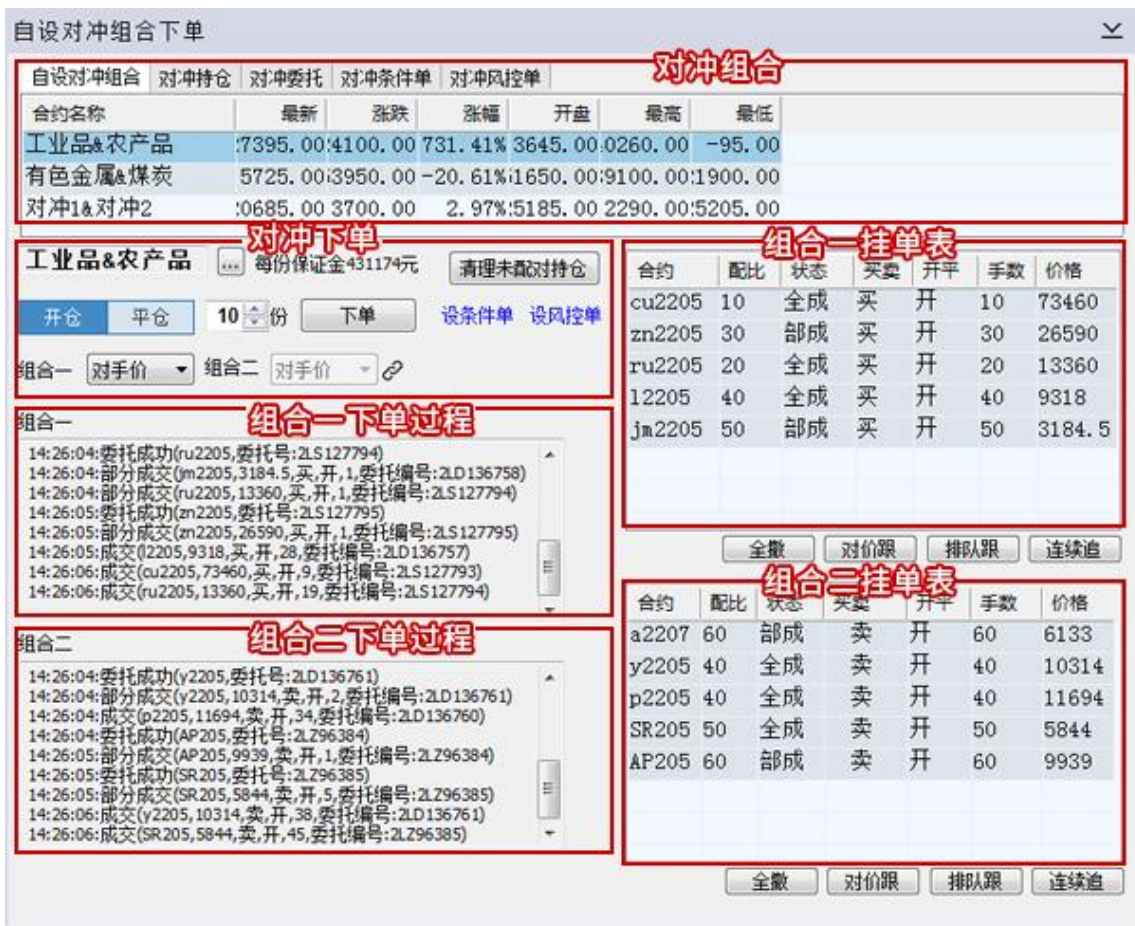 自设对冲组合下单
对冲组合
自设对冲组合 对冲持仓 对冲委托 对冲条件单 对冲风控单
合约名称 最新 涨跌 涨幅 开盘 最高 最低
工业品&农产品 :7395.00 :4100.00 731.41% 3645.00 .0260.00 -95.00
有色金属&煤炭 5725.00 :3950.00 -20.61% :1650.00 :9100.00 :1900.00
对冲1&对冲2 :0685.00 3700.00 2.97% :5185.00 2290.00 :5205.00
对冲下单
工业品&农产品 ... 每份保证金431174元 清理未配对持仓
开仓 平仓 10 份 下单 设条件单 设风控单
组合一 对手价 组合二 对手价
组合一下单过程
组合一
14:26:04:委托成功(ru2205,委托号:2LS127794)
14:26:04:部分成交(jm2205,3184.5,买,开,1,委托编号:2LD136758)
14:26:04:部分成交(ru2205,13360,买,开,1,委托编号:2LS127794)
14:26:05:委托成功(zn2205,委托号:2LS127795)
14:26:05:部分成交(zn2205,26590,买,开,1,委托编号:2LS127795)
14:26:05:成交(l2205,9318,买,开,28,委托编号:2LD136757)
14:26:06:成交(cu2205,73460,买,开,9,委托编号:2LS127793)
14:26:06:成交(ru2205,13360,买,开,19,委托编号:2LS127794)
组合二下单过程
组合二
14:26:04:委托成功(y2205,委托号:2LD136761)
14:26:04:部分成交(y2205,10314,卖,开,2,委托编号:2LD136761)
14:26:04:成交(p2205,11694,卖,开,34,委托编号:2LD136760)
14:26:04:委托成功(AP205,委托号:2LZ96384)
14:26:05:部分成交(AP205,9939,卖,开,1,委托编号:2LZ96384)
14:26:05:委托成功(SR205,委托号:2LZ96385)
14:26:05:部分成交(SR205,5844,卖,开,5,委托编号:2LZ96385)
14:26:06:成交(y2205,10314,卖,开,38,委托编号:2LD136761)
14:26:06:成交(SR205,5844,卖,开,45,委托编号:2LZ96385)
组合一挂单表
合约 配比 状态 买卖 开平 手数 价格
cu2205 10 全成 买 开 10 73460
zn2205 30 部成 买 开 30 26590
ru2205 20 全成 买 开 20 13360
l2205 40 全成 买 开 40 9318
jm2205 50 部成 买 开 50 3184.5
全撤 对价跟 排队跟 连续追
组合二挂单表
合约 配比 状态 买卖 开平 手数 价格
a2207 60 部成 卖 开 60 6133
y2205 40 全成 卖 开 40 10314
p2205 40 全成 卖 开 40 11694
SR205 50 全成 卖 开 50 5844
AP205 60 部成 卖 开 60 9939
全撤 对价跟 排队跟 连续追